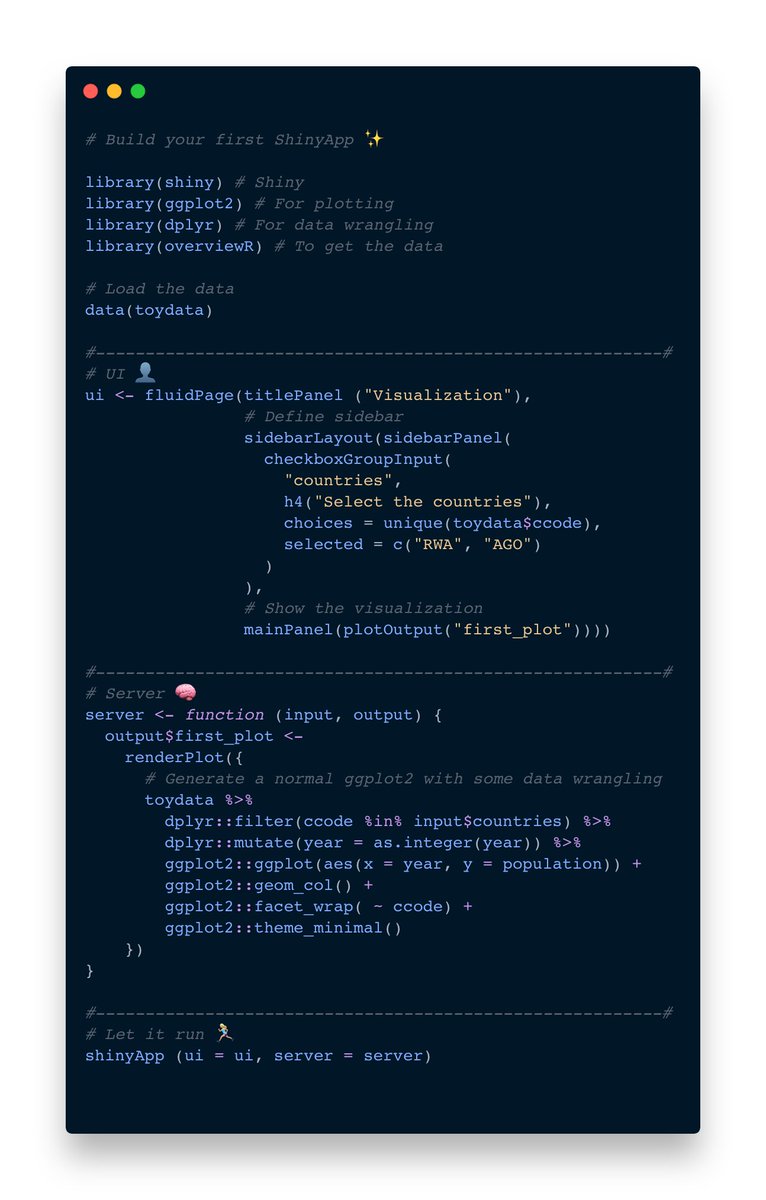 # Build your first ShinyApp ✨
library(shiny) # Shiny
library(ggplot2) # For plotting
library(dplyr) # For data wrangling
library(overviewR) # To get the data
# Load the data
data(toydata)
#---------------------------------------------------------#
# UI 👤
ui <- fluidPage(titlePanel ("Visualization"),
                # Define sidebar
                sidebarLayout(sidebarPanel(
                  checkboxGroupInput(
                    "countries",
                    h4("Select the countries"),
                    choices = unique(toydata$ccode),
                    selected = c("RWA", "AGO")
                  )
                ),
                # Show the visualization
                mainPanel(plotOutput("first_plot"))))
#---------------------------------------------------------#
# Server 🧠
server <- function (input, output) {
  output$first_plot <-
    renderPlot({
      # Generate a normal ggplot2 with some data wrangling
      toydata %>%
        dplyr::filter(ccode %in% input$countries) %>%
        dplyr::mutate(year = as.integer(year)) %>%
        ggplot2::ggplot(aes(x = year, y = population)) +
        ggplot2::geom_col() +
        ggplot2::facet_wrap( ~ ccode) +
        ggplot2::theme_minimal()
    })
}
#---------------------------------------------------------#
# Let it run 🏃‍♀️
shinyApp (ui = ui, server = server)